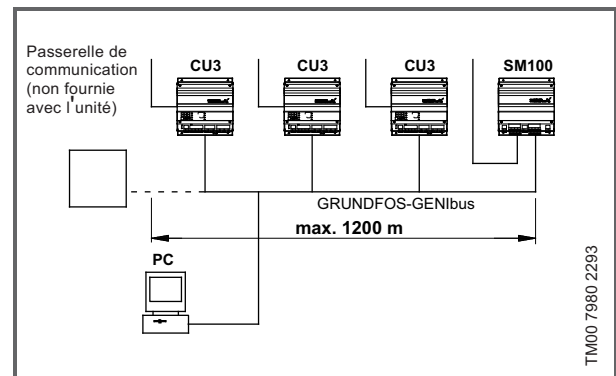 Passerelle de
communication
(non fournie
avec l'unité)
CU3
CU3
CU3
SM100
GRUNDFOS-GENIbus
max. 1200 m
PC
TM00 7980 2293